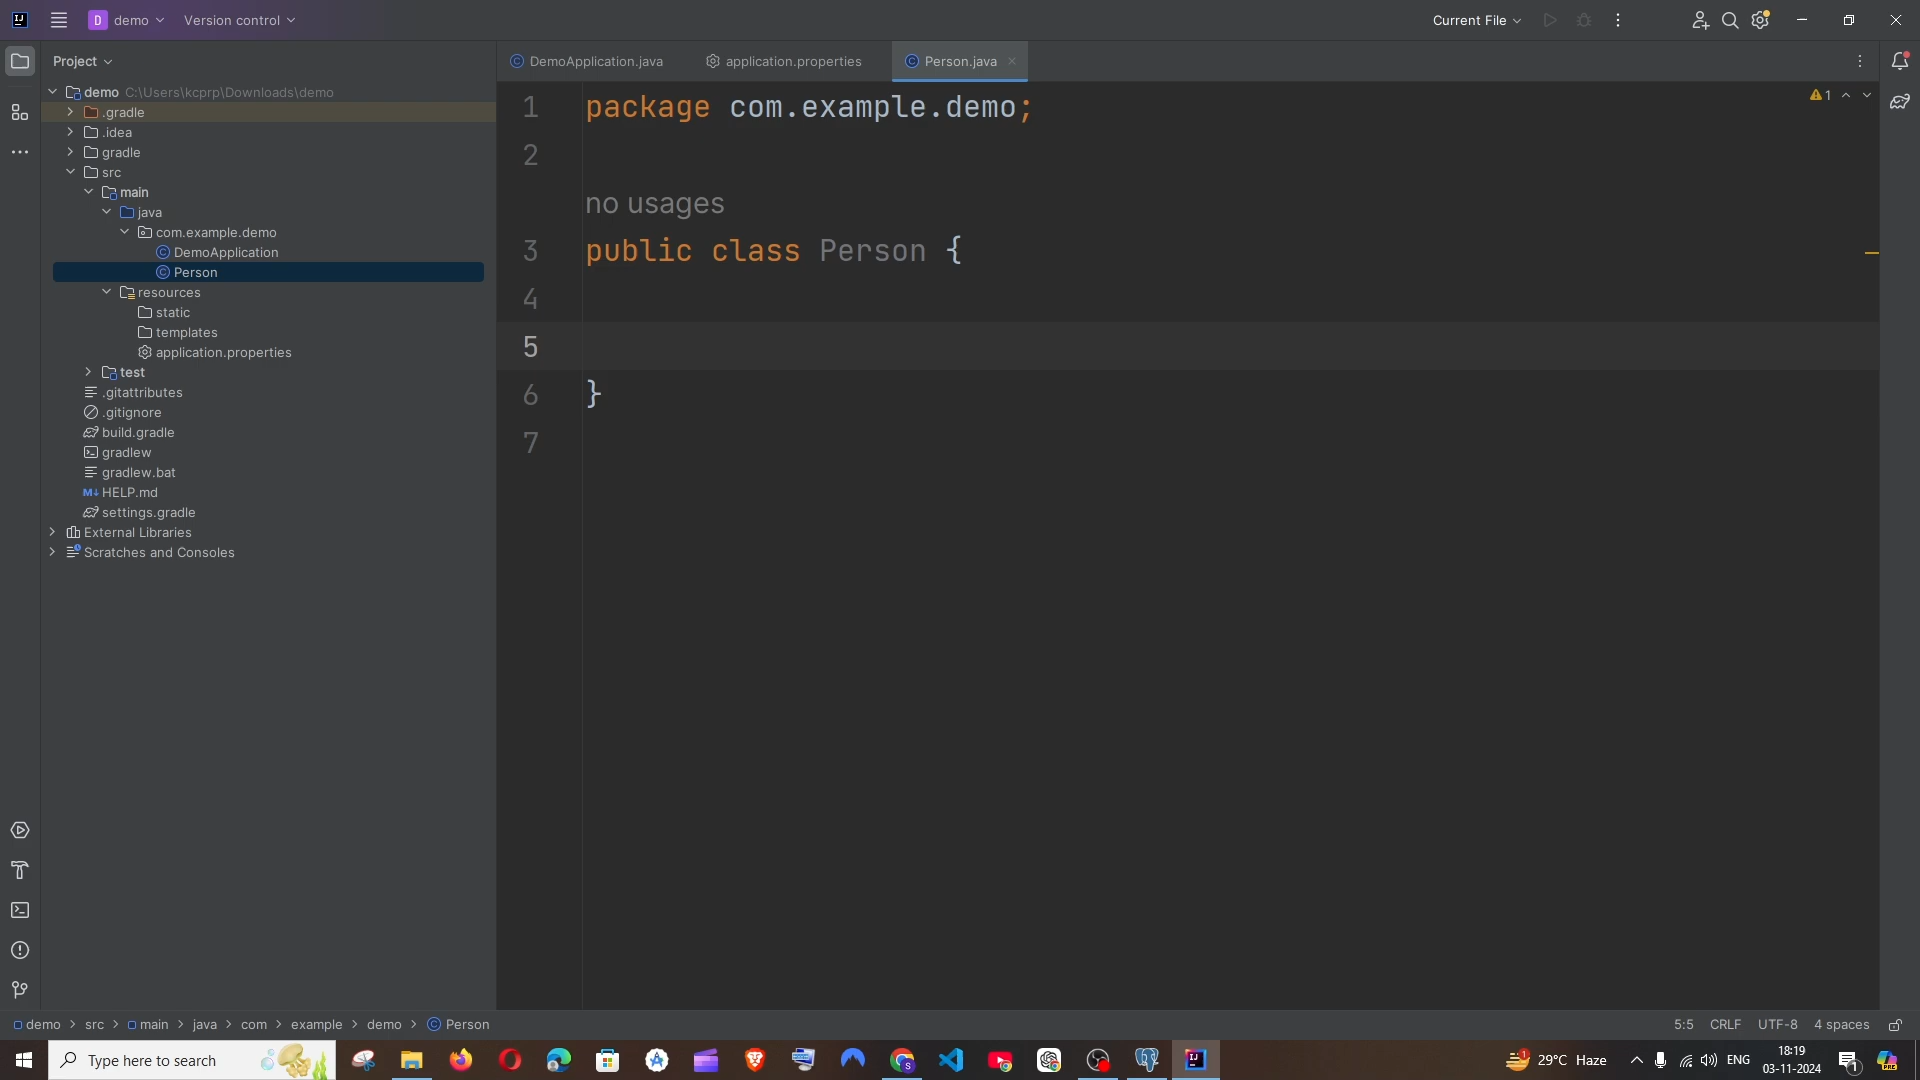 demo
Version control
Current File
Project
DemoApplication.java
application.properties
Person.java
demo C:\Users\kcprp\Downloads\demo
.gradle
.idea
gradle
src
main
java
com.example.demo
DemoApplication
Person
resources
static
templates
application.properties
test
.gitattributes
.gitignore
build.gradle
gradlew
gradlew.bat
HELP.md
settings.gradle
External Libraries
Scratches and Consoles
1 package com.example.demo;
2
no usages
3 public class Person {
4
5
6 }
7
1
demo > src > main > java > com > example > demo > Person
5:5 CRLF UTF-8 4 spaces
Type here to search
29°C Haze
ENG
18:19
03-11-2024